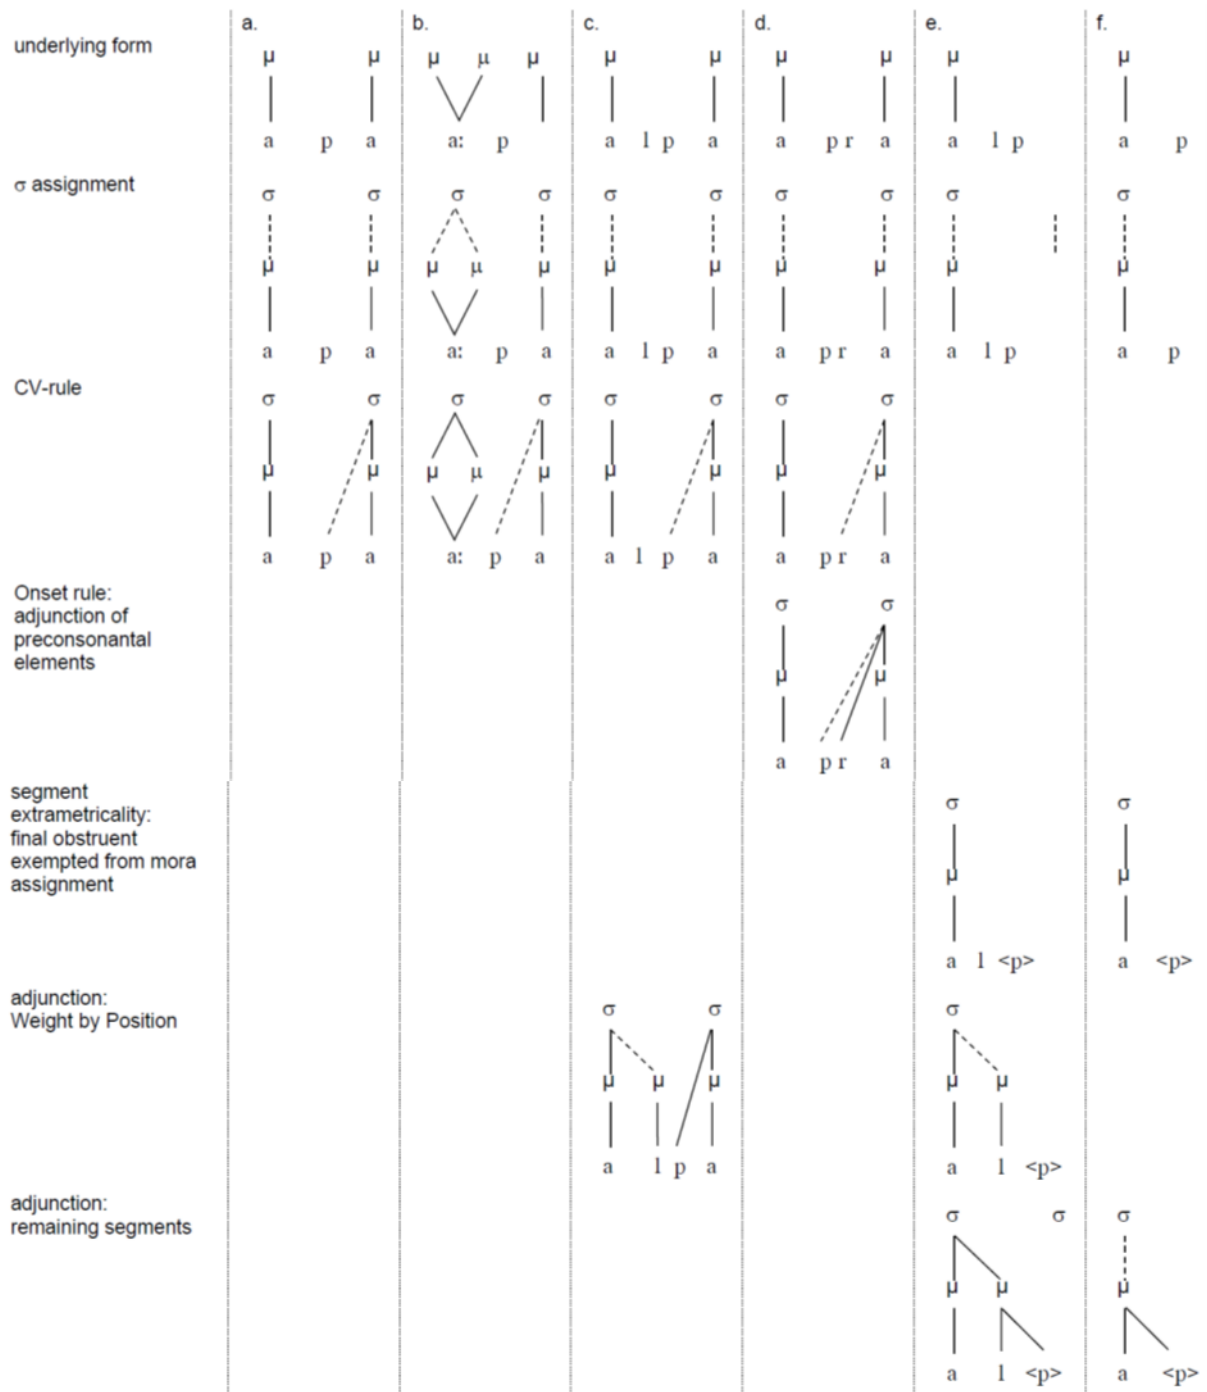 a. b. c. d. e. f.
underlying form
μ μ μ μ μ μ μ μ μ μ μ
a p a a: p a l p a a p r a a l p a p
σ assignment
σ σ σ σ σ σ σ σ σ σ
μ μ μ μ μ μ μ μ μ μ μ
a p a a: p a a l p a a p r a a l p a p
CV-rule
σ σ σ σ σ σ σ σ
μ μ μ μ μ μ μ μ μ
a p a a: p a a l p a a p r a
Onset rule:
adjunction of
preconsonantal
elements
σ σ
μ μ
a p r a
segment
extrametricality:
final obstruent
exempted from mora
assignment
σ σ
μ μ
a l <p> a <p>
adjunction:
Weight by Position
σ σ σ
μ μ μ μ μ
a l p a a l <p>
adjunction:
remaining segments
σ σ σ
μ μ μ
a l <p> a <p>